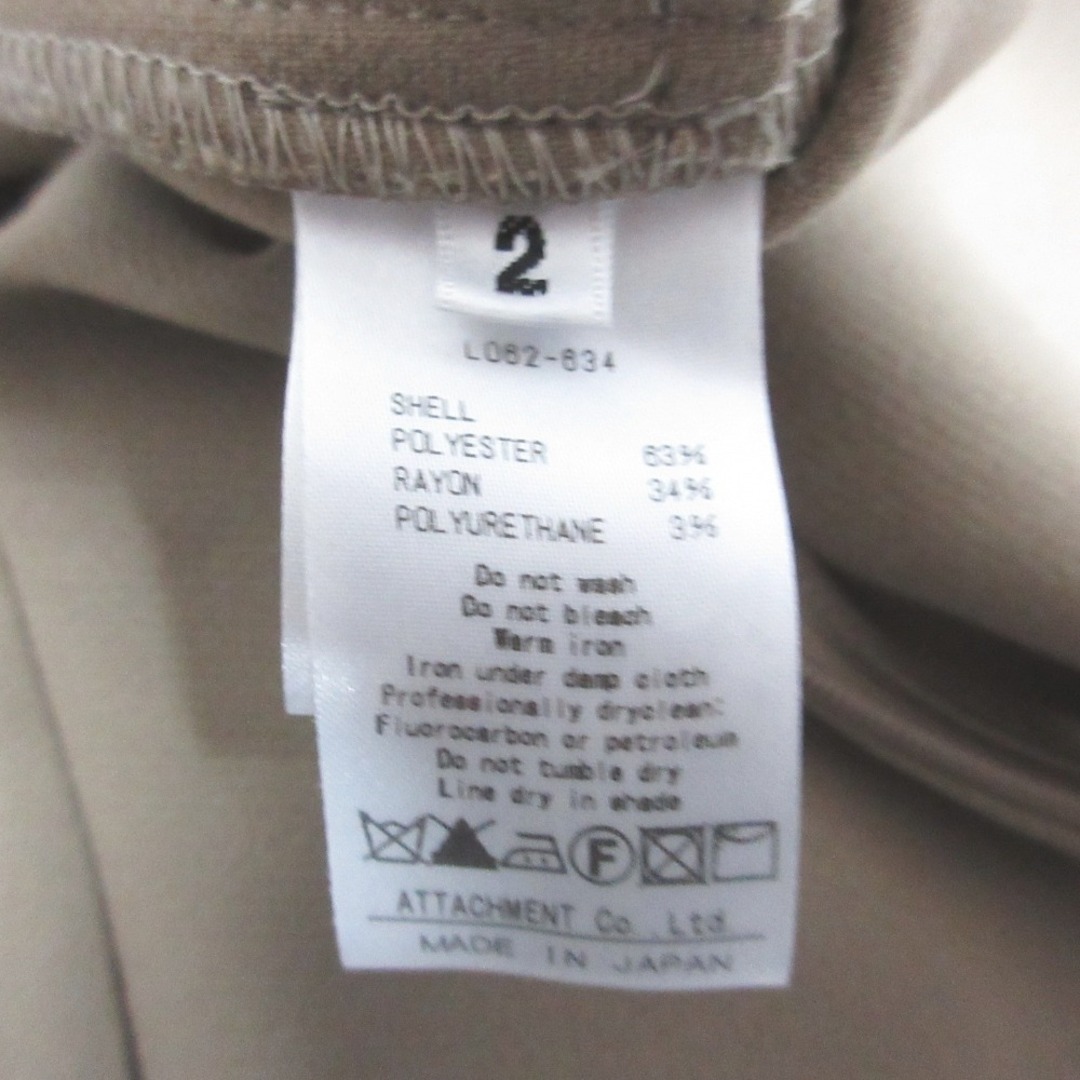 2
L062-634
SHELL
POLYESTER 63%
RAYON 34%
POLYURETHANE 3%
Do not wash
Do not bleach
Warm iron
Iron under damp cloth
Professionally dryclean:
Fluorocarbon or petroleum
Do not tumble dry
Line dry in shade
F
ATTACHMENT Co.,Ltd.
MADE IN JAPAN